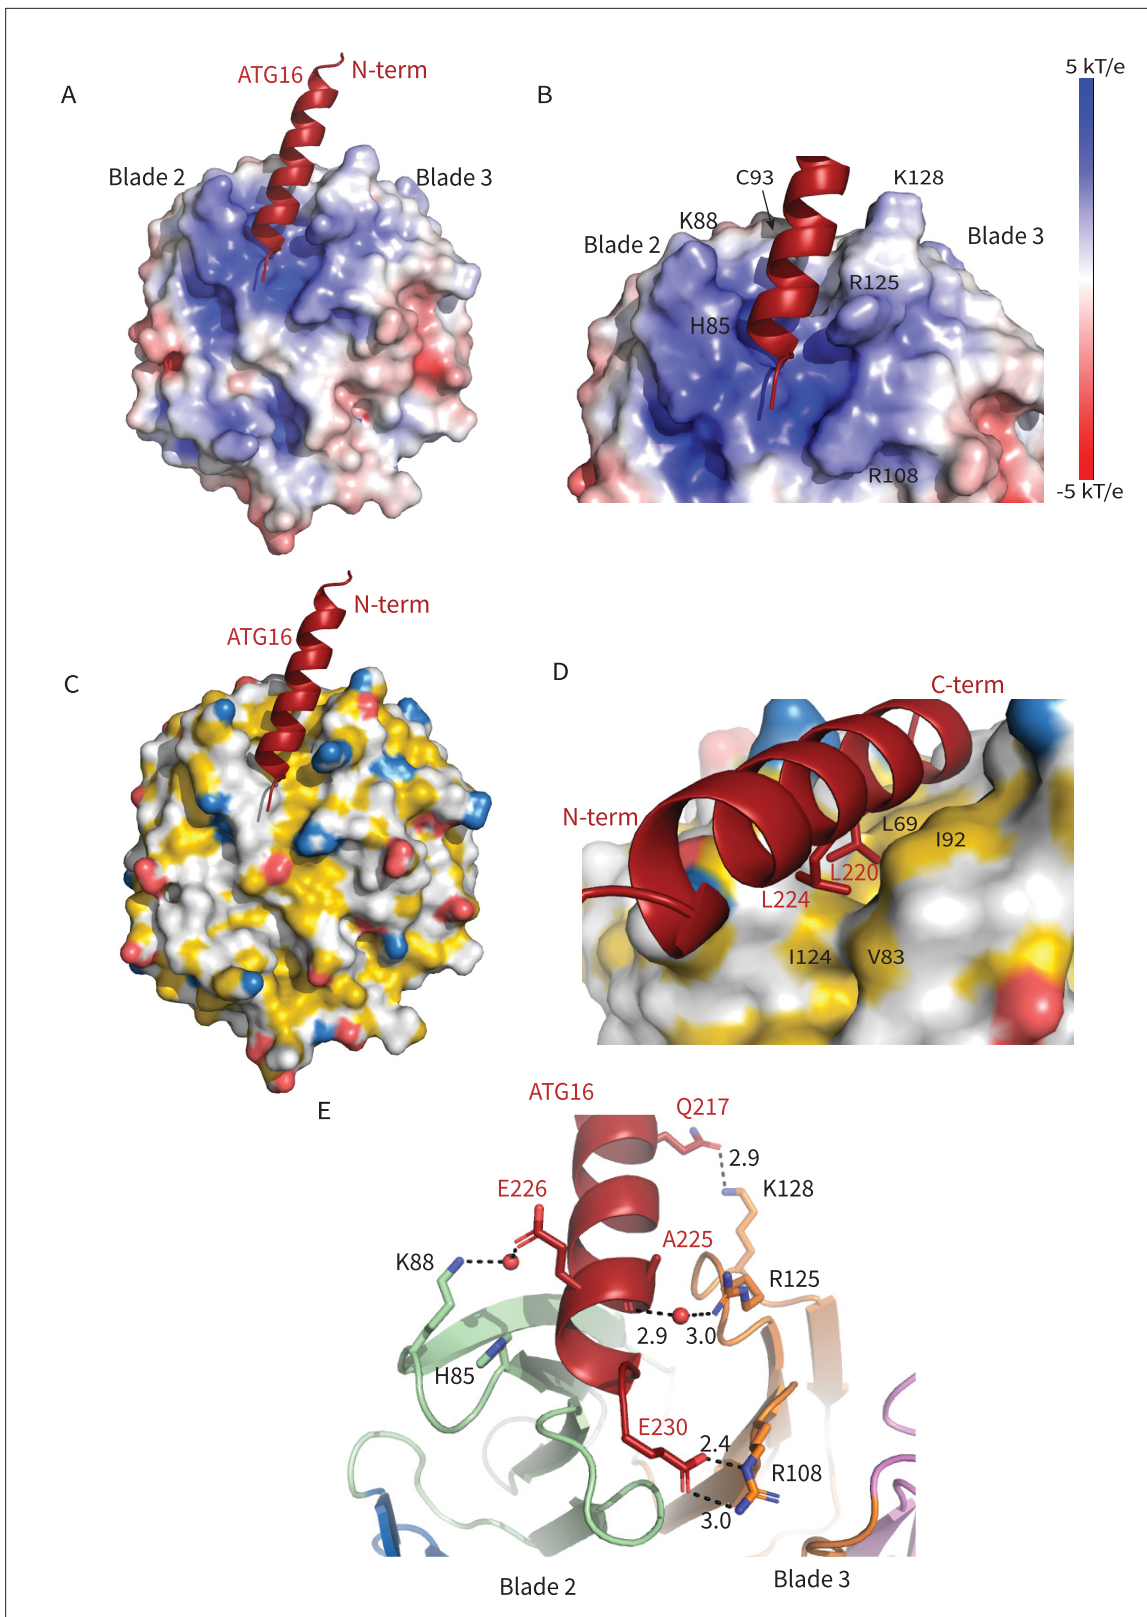 A
ATG16
N-term
Blade 2
Blade 3
B
5 kT/e
C93
K128
K88
Blade 2
Blade 3
R125
H85
R108
-5 kT/e
C
N-term
ATG16
D
C-term
N-term
L69
I92
L220
L224
I124
V83
E
ATG16
Q217
2.9
K128
E226
A225
K88
R125
2.9
3.0
H85
E230
2.4
R108
3.0
Blade 2
Blade 3